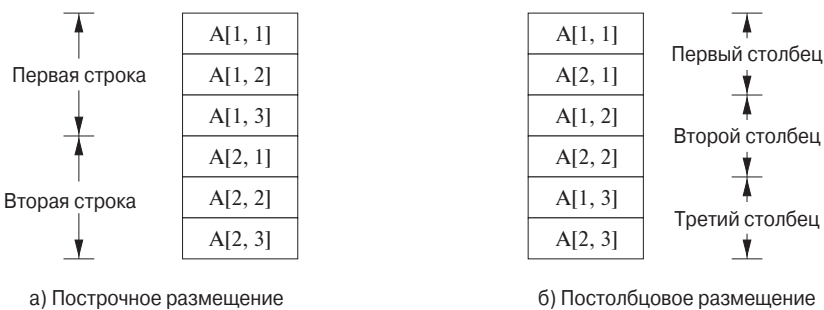 Первая строка
Вторая строка
A[1, 1]
A[1, 2]
A[1, 3]
A[2, 1]
A[2, 2]
A[2, 3]
а) Построчное размещение
A[1, 1]
A[2, 1]
A[1, 2]
A[2, 2]
A[1, 3]
A[2, 3]
Первый столбец
Второй столбец
Третий столбец
б) Постолбцовое размещение